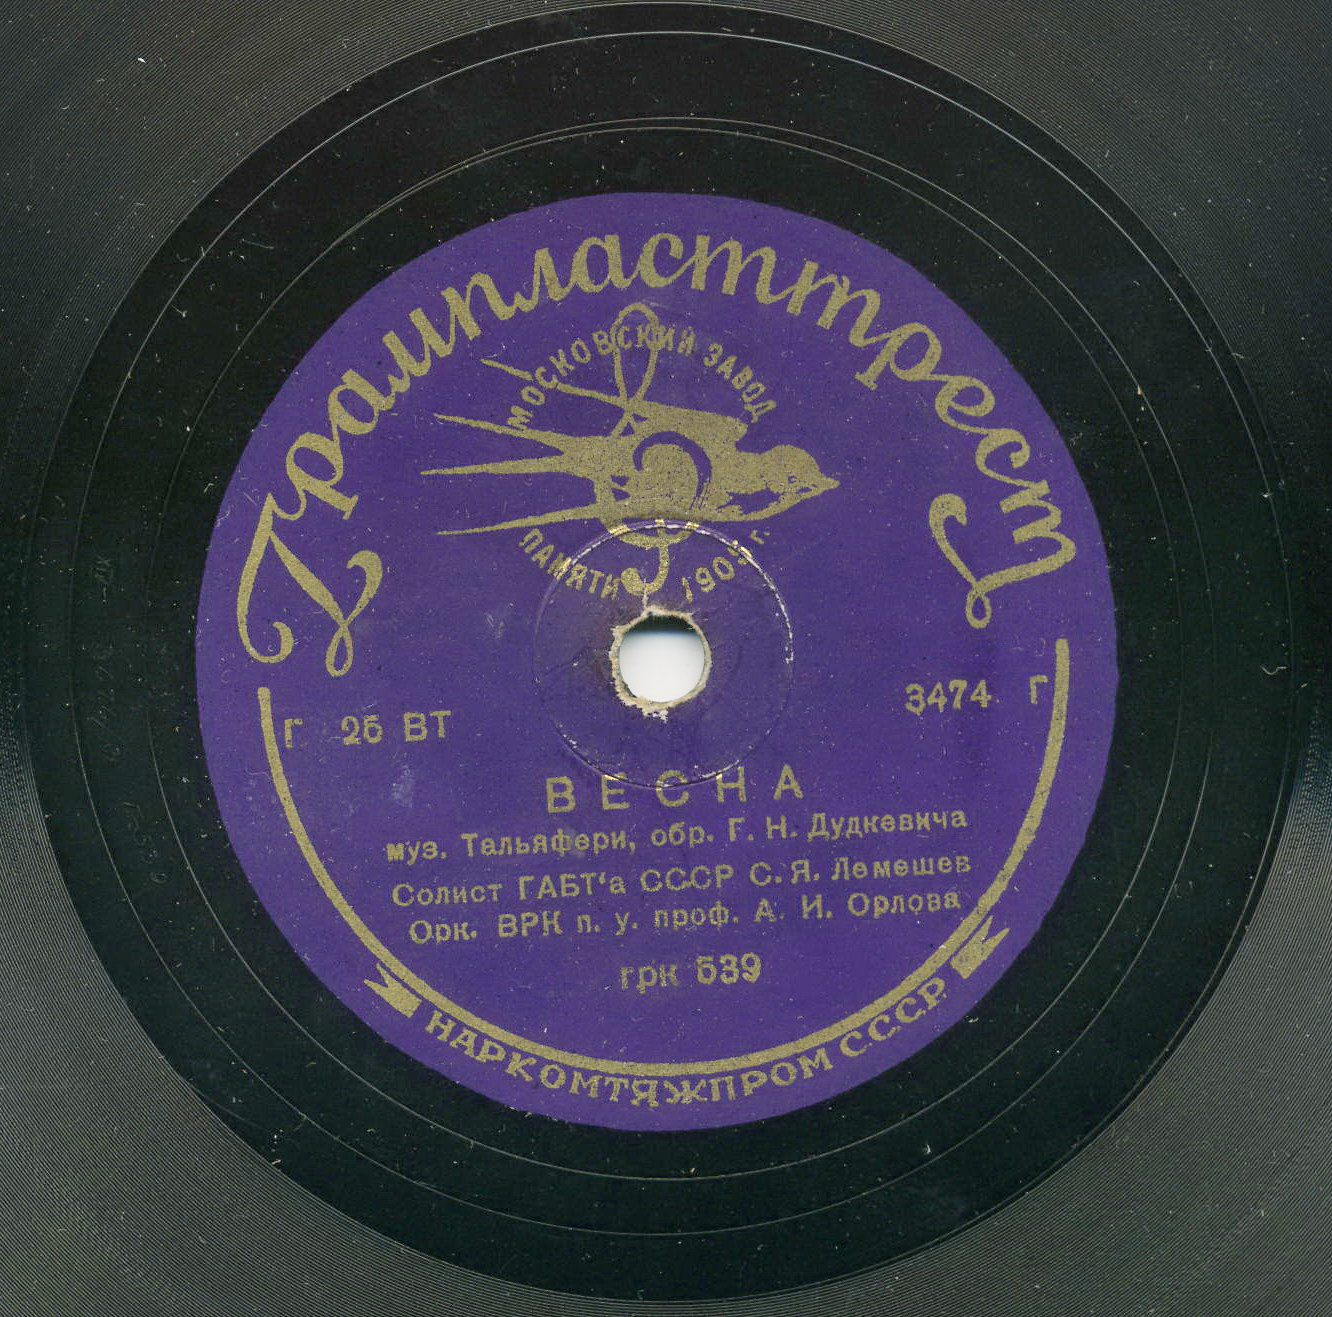 Грампласттрест
МОСКОВСКИЙ ЗАВОД
ПАМЯТИ 1905 г.
Г 25 ВТ
3474 Г
ВЕСНА
муз. Тальяфери, обр. Г. Н. Дудкевича
Солист ГАБТ‘а СССР С. Я. Лемешев
Орк. ВРК п. у. проф. А. И. Орлова
грк 539
НАРКОМТЯЖПРОМ СССР